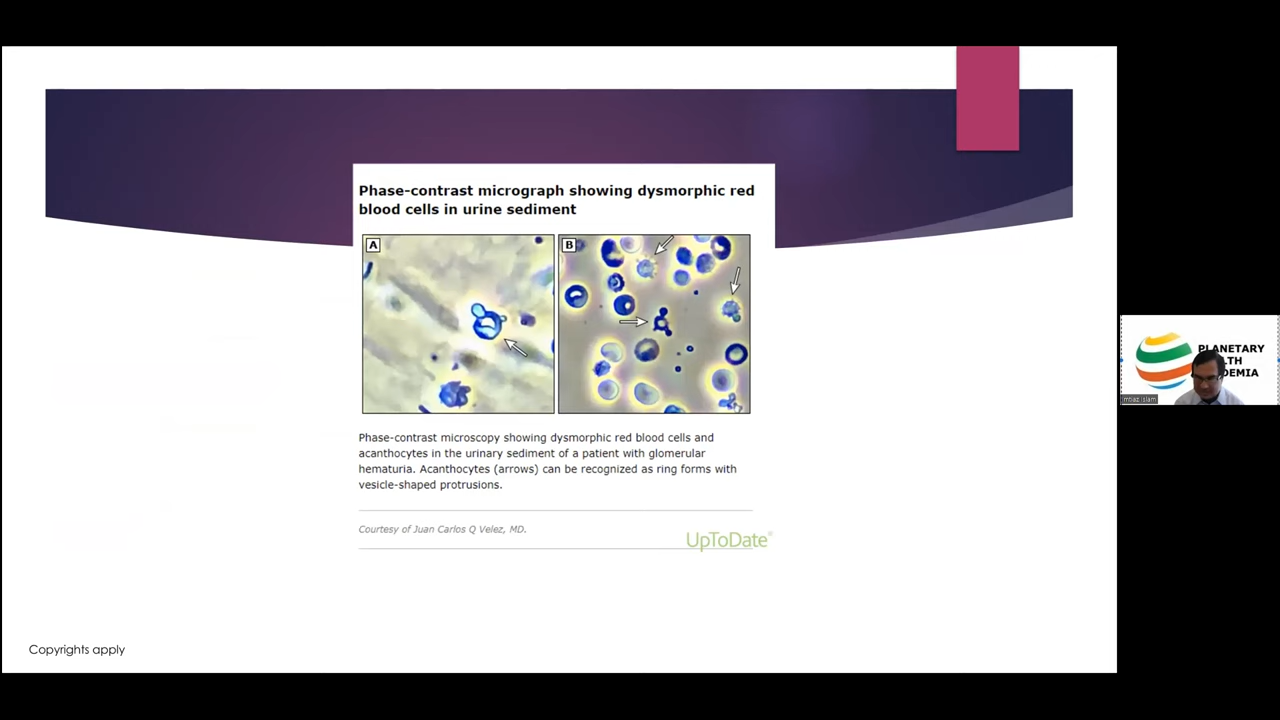 Phase-contrast micrograph showing dysmorphic red
blood cells in urine sediment
A
B
Phase-contrast microscopy showing dysmorphic red blood cells and
acanthocytes in the urinary sediment of a patient with glomerular
hematuria. Acanthocytes (arrows) can be recognized as ring forms with
vesicle-shaped protrusions.
Courtesy of Juan Carlos Q Velez, MD.
UpToDate®
Copyrights apply
PLANETARY
imtiaz islam